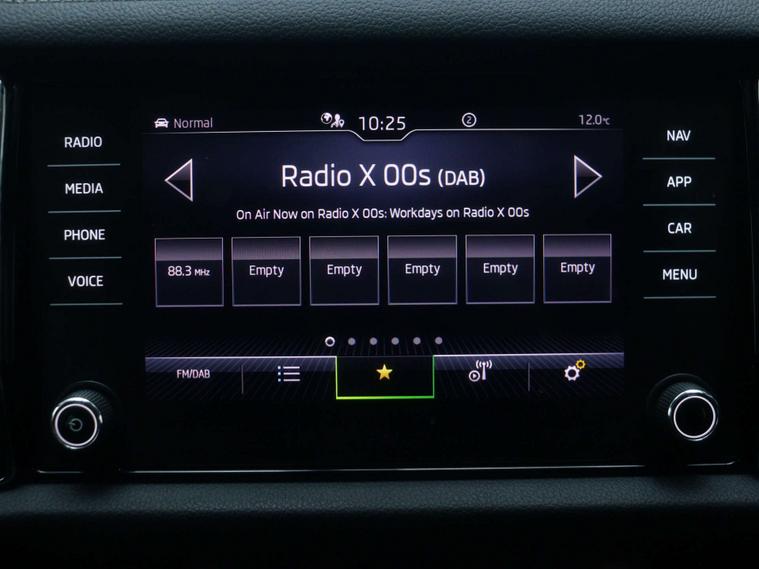 RADIO
MEDIA
PHONE
VOICE
Normal
10:25
2
12.0°C
Radio X 00s (DAB)
On Air Now on Radio X 00s: Workdays on Radio X 00s
88.3 MHz
Empty
Empty
Empty
Empty
Empty
FM/DAB
NAV
APP
CAR
MENU